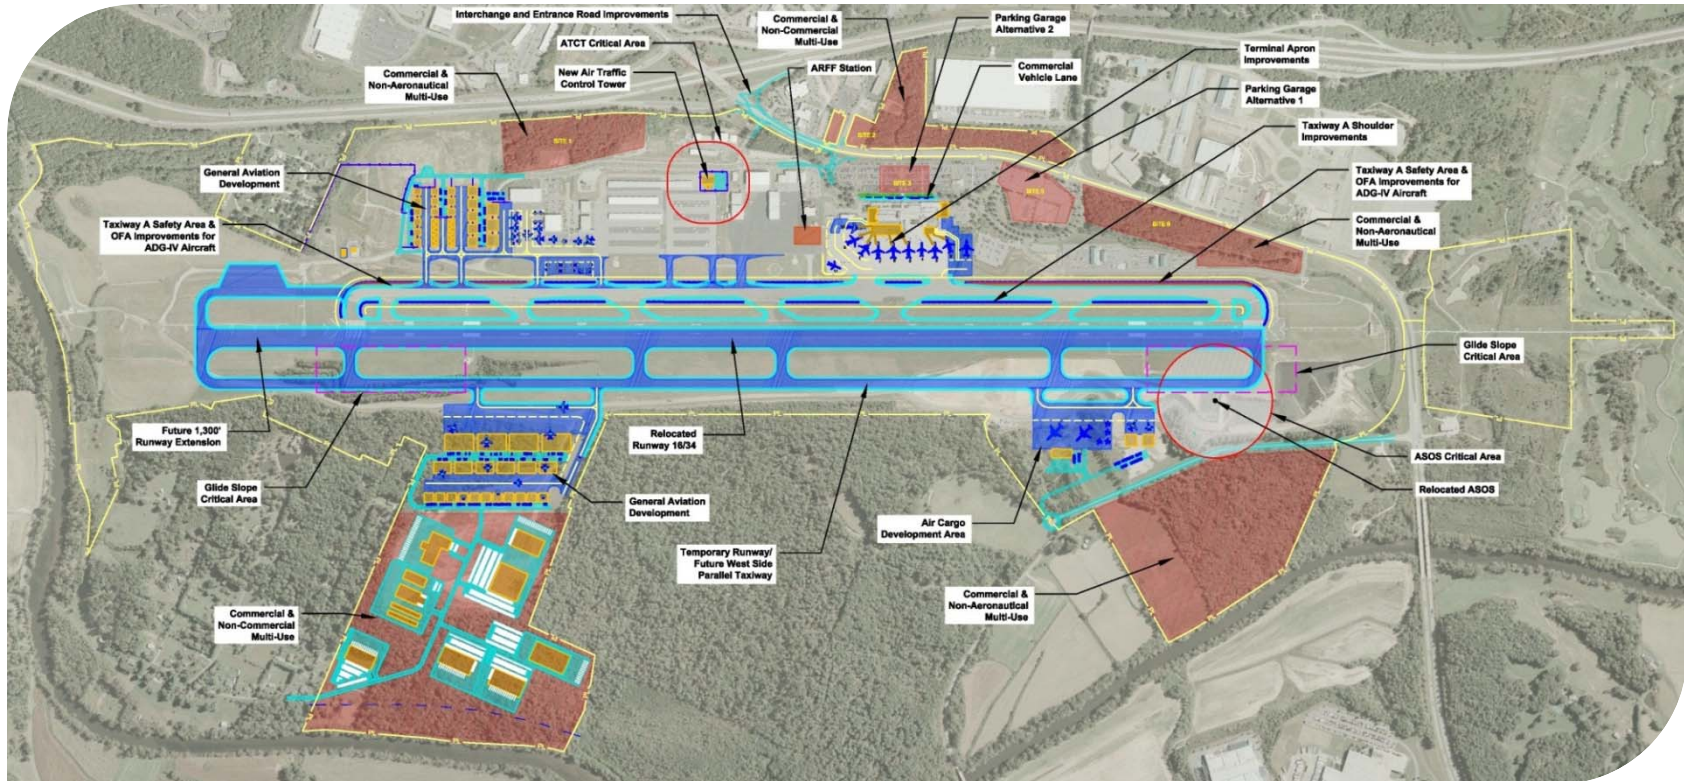 Interchange and Entrance Road Improvements
ATCT Critical Area
New Air Traffic
Control Tower
Commercial &
Non-Aeronautical
Multi-Use
Commercial &
Non-Commercial
Multi-Use
ARFF Station
Parking Garage
Alternative 2
Commercial
Vehicle Lane
Terminal Apron
Improvements
Parking Garage
Alternative 1
Taxiway A Shoulder
Improvements
Taxiway A Safety Area &
OFA Improvements for
ADG-IV Aircraft
Commercial &
Non-Aeronautical
Multi-Use
General Aviation
Development
Taxiway A Safety Area &
OFA Improvements for
ADG-IV Aircraft
SITE 1
SITE 2
SITE 3
Glide Slope
Critical Area
Future 1,300'
Runway Extension
Glide Slope
Critical Area
Relocated
Runway 16/34
General Aviation
Development
Temporary Runway/
Future West Side
Parallel Taxiway
Air Cargo
Development Area
ASOS Critical Area
Relocated ASOS
Commercial &
Non-Aeronautical
Multi-Use
Commercial &
Non-Commercial
Multi-Use